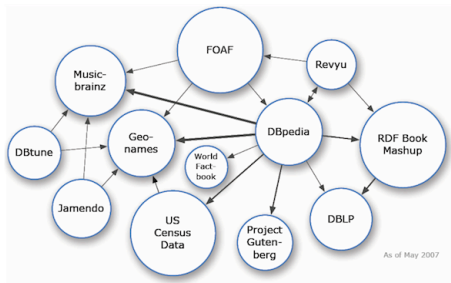 FOAF
Music-
brainz
Revyu
DBpedia
Geo-
names
RDF Book
Mashup
DBtune
World
Fact-
book
Jamendo
US
Census
Data
Project
Guten-
berg
DBLP
As of May 2007